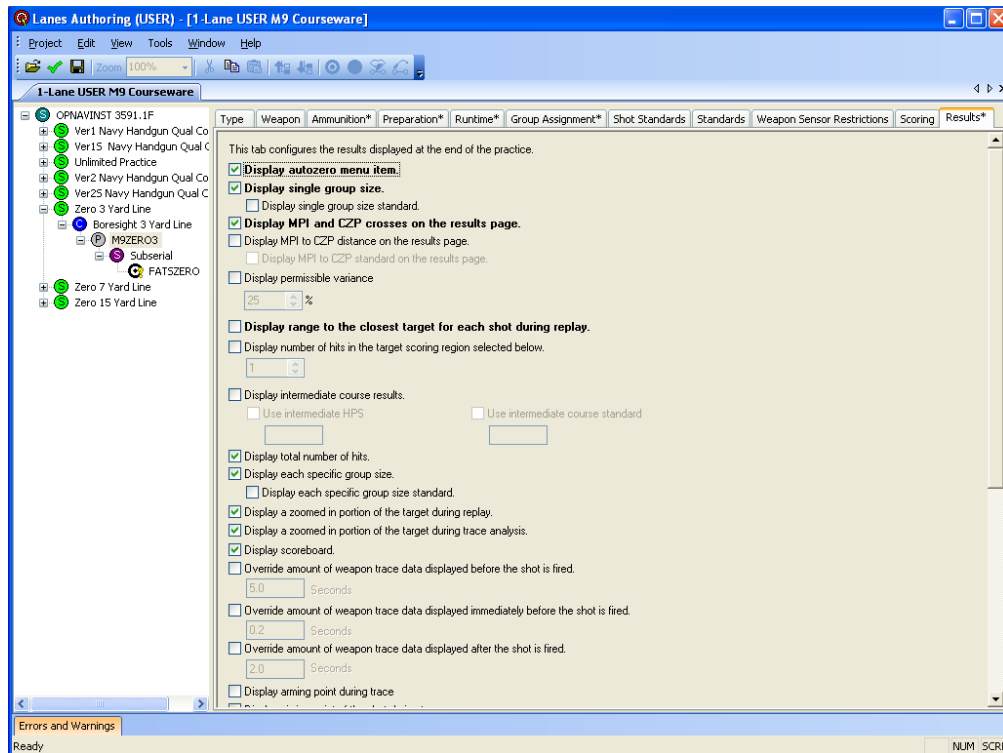 Lanes Authoring (USER) - [1-Lane USER M9 Courseware]
Project Edit View Tools Window Help
Zoom 100%
1-Lane USER M9 Courseware
OPNAVINST 3591.1F
Ver1 Navy Handgun Qual Co
Ver1S Navy Handgun Qual C
Unlimited Practice
Ver2 Navy Handgun Qual Co
Ver2S Navy Handgun Qual C
Zero 3 Yard Line
Boresight 3 Yard Line
M9ZERO3
Subserial
FATSZERO
Zero 7 Yard Line
Zero 15 Yard Line
Type Weapon Ammunition* Preparation* Runtime* Group Assignment* Shot Standards Standards Weapon Sensor Restrictions Scoring Results*
This tab configures the results displayed at the end of the practice.
Display autozero menu item.
Display single group size.
Display single group size standard.
Display MPI and CZP crosses on the results page.
Display MPI to CZP distance on the results page.
Display MPI to CZP standard on the results page.
Display permissible variance
25 %
Display range to the closest target for each shot during replay.
Display number of hits in the target scoring region selected below.
1
Display intermediate course results.
Use intermediate HPS Use intermediate course standard
Display total number of hits.
Display each specific group size.
Display each specific group size standard.
Display a zoomed in portion of the target during replay.
Display a zoomed in portion of the target during trace analysis.
Display scoreboard.
Override amount of weapon trace data displayed before the shot is fired.
5.0 Seconds
Override amount of weapon trace data displayed immediately before the shot is fired.
0.2 Seconds
Override amount of weapon trace data displayed after the shot is fired.
2.0 Seconds
Display arming point during trace
Errors and Warnings
Ready NUM SCRL